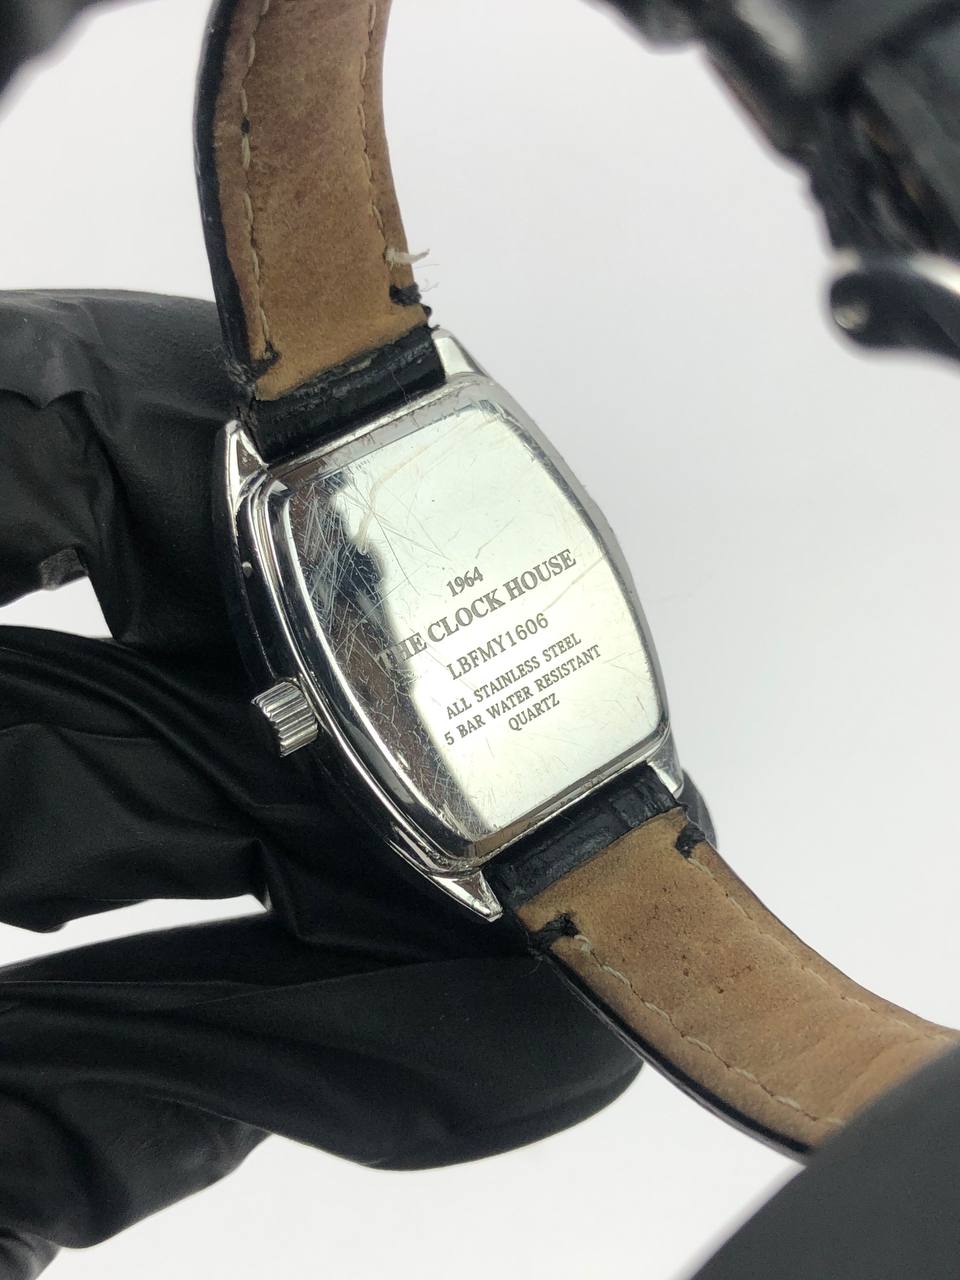 1964
THE CLOCK HOUSE
LBFMY1606
ALL STAINLESS STEEL
5 BAR WATER RESISTANT
QUARTZ